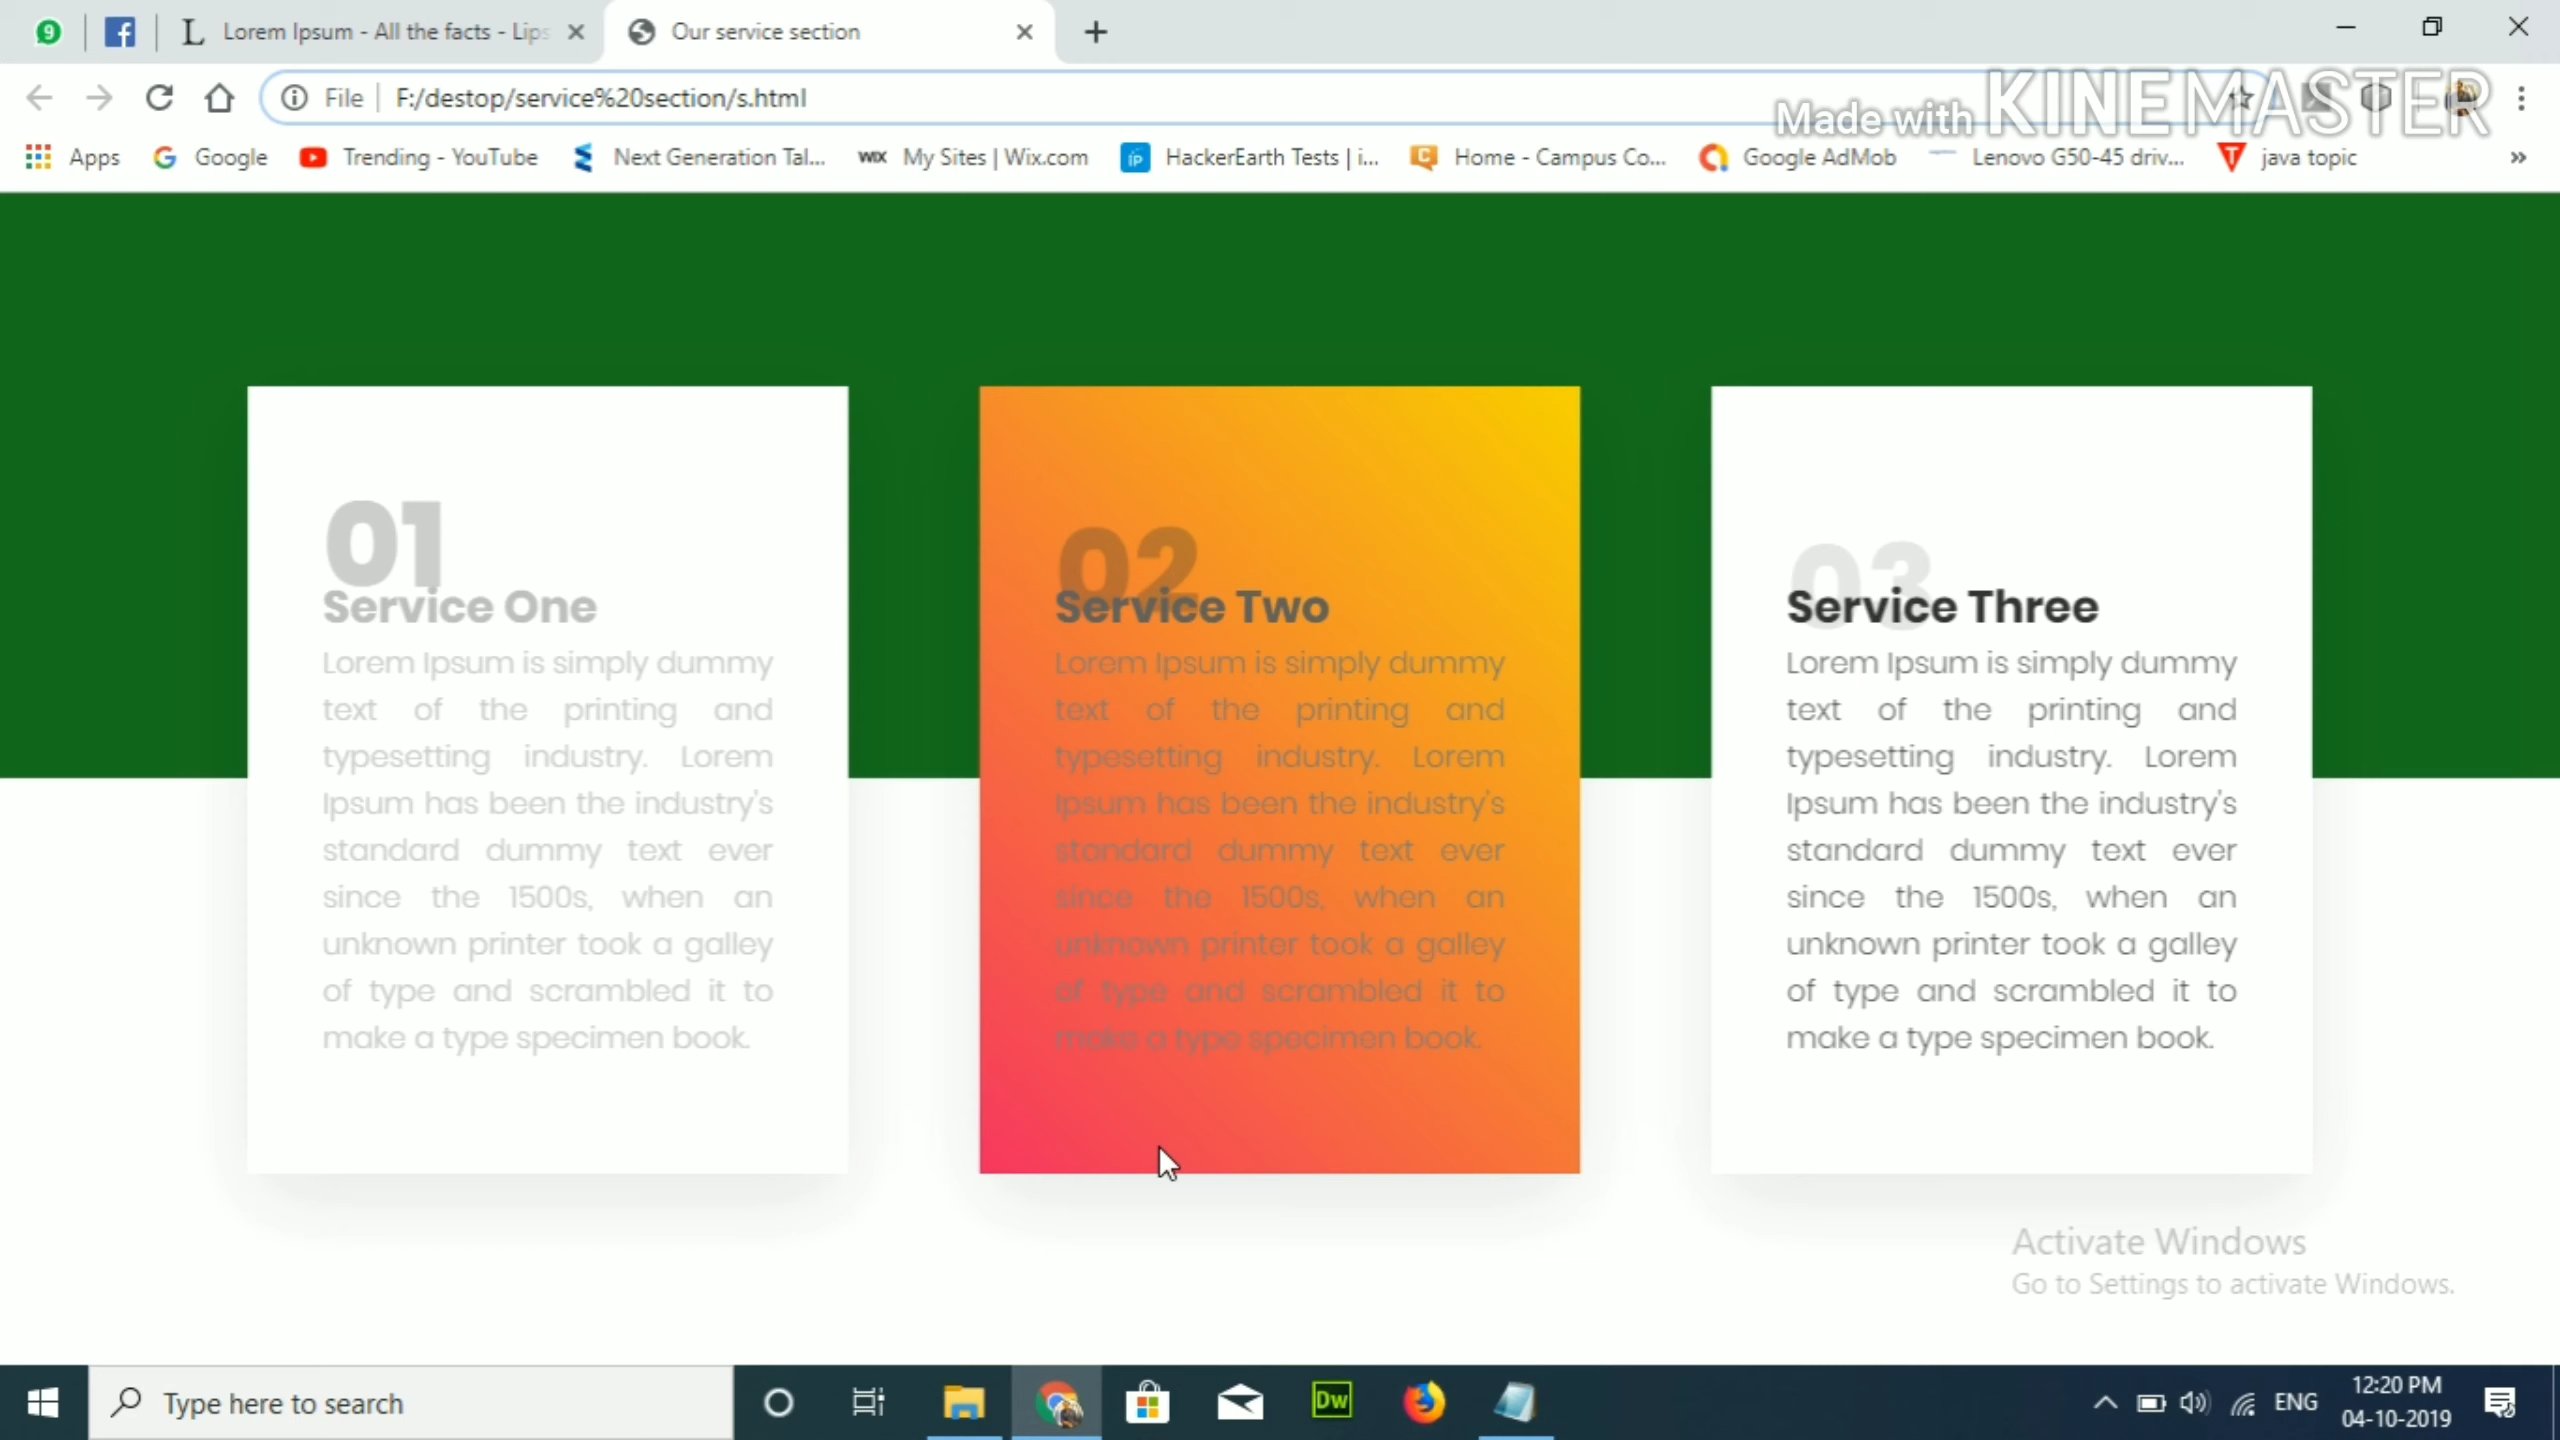 9
Lorem Ipsum - All the facts - Lips
Our service section
File
F:/destop/service%20section/s.html
Made with KINEMASTER
Apps
Google
Trending - YouTube
Next Generation Tal...
WIX
My Sites | Wix.com
ip
HackerEarth Tests | i...
Home - Campus Co...
Google AdMob
Lenovo G50-45 driv...
java topic
»
01
Service One
Lorem Ipsum is simply dummy
text of the printing and
typesetting industry. Lorem
Ipsum has been the industry's
standard dummy text ever
since the 1500s, when an
unknown printer took a galley
of type and scrambled it to
make a type specimen book.
02
Service Two
Lorem Ipsum is simply dummy
text of the printing and
typesetting industry. Lorem
Ipsum has been the industry's
standard dummy text ever
since the 1500s, when an
unknown printer took a galley
of type and scrambled it to
make a type specimen book.
03
Service Three
Lorem Ipsum is simply dummy
text of the printing and
typesetting industry. Lorem
Ipsum has been the industry's
standard dummy text ever
since the 1500s, when an
unknown printer took a galley
of type and scrambled it to
make a type specimen book.
Activate Windows
Go to Settings to activate Windows.
Type here to search
Dw
ENG
12:20 PM
04-10-2019